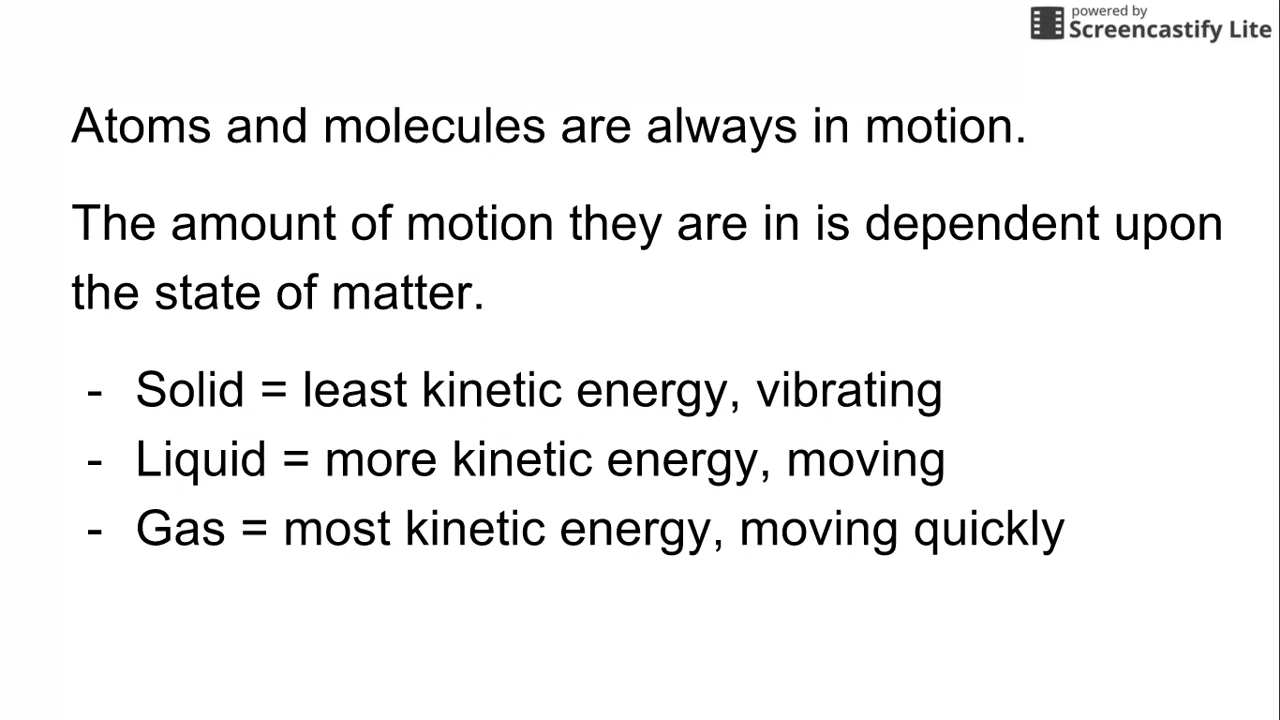 powered by
Screencastify Lite
Atoms and molecules are always in motion.
The amount of motion they are in is dependent upon
the state of matter.
- Solid = least kinetic energy, vibrating
- Liquid = more kinetic energy, moving
- Gas = most kinetic energy, moving quickly